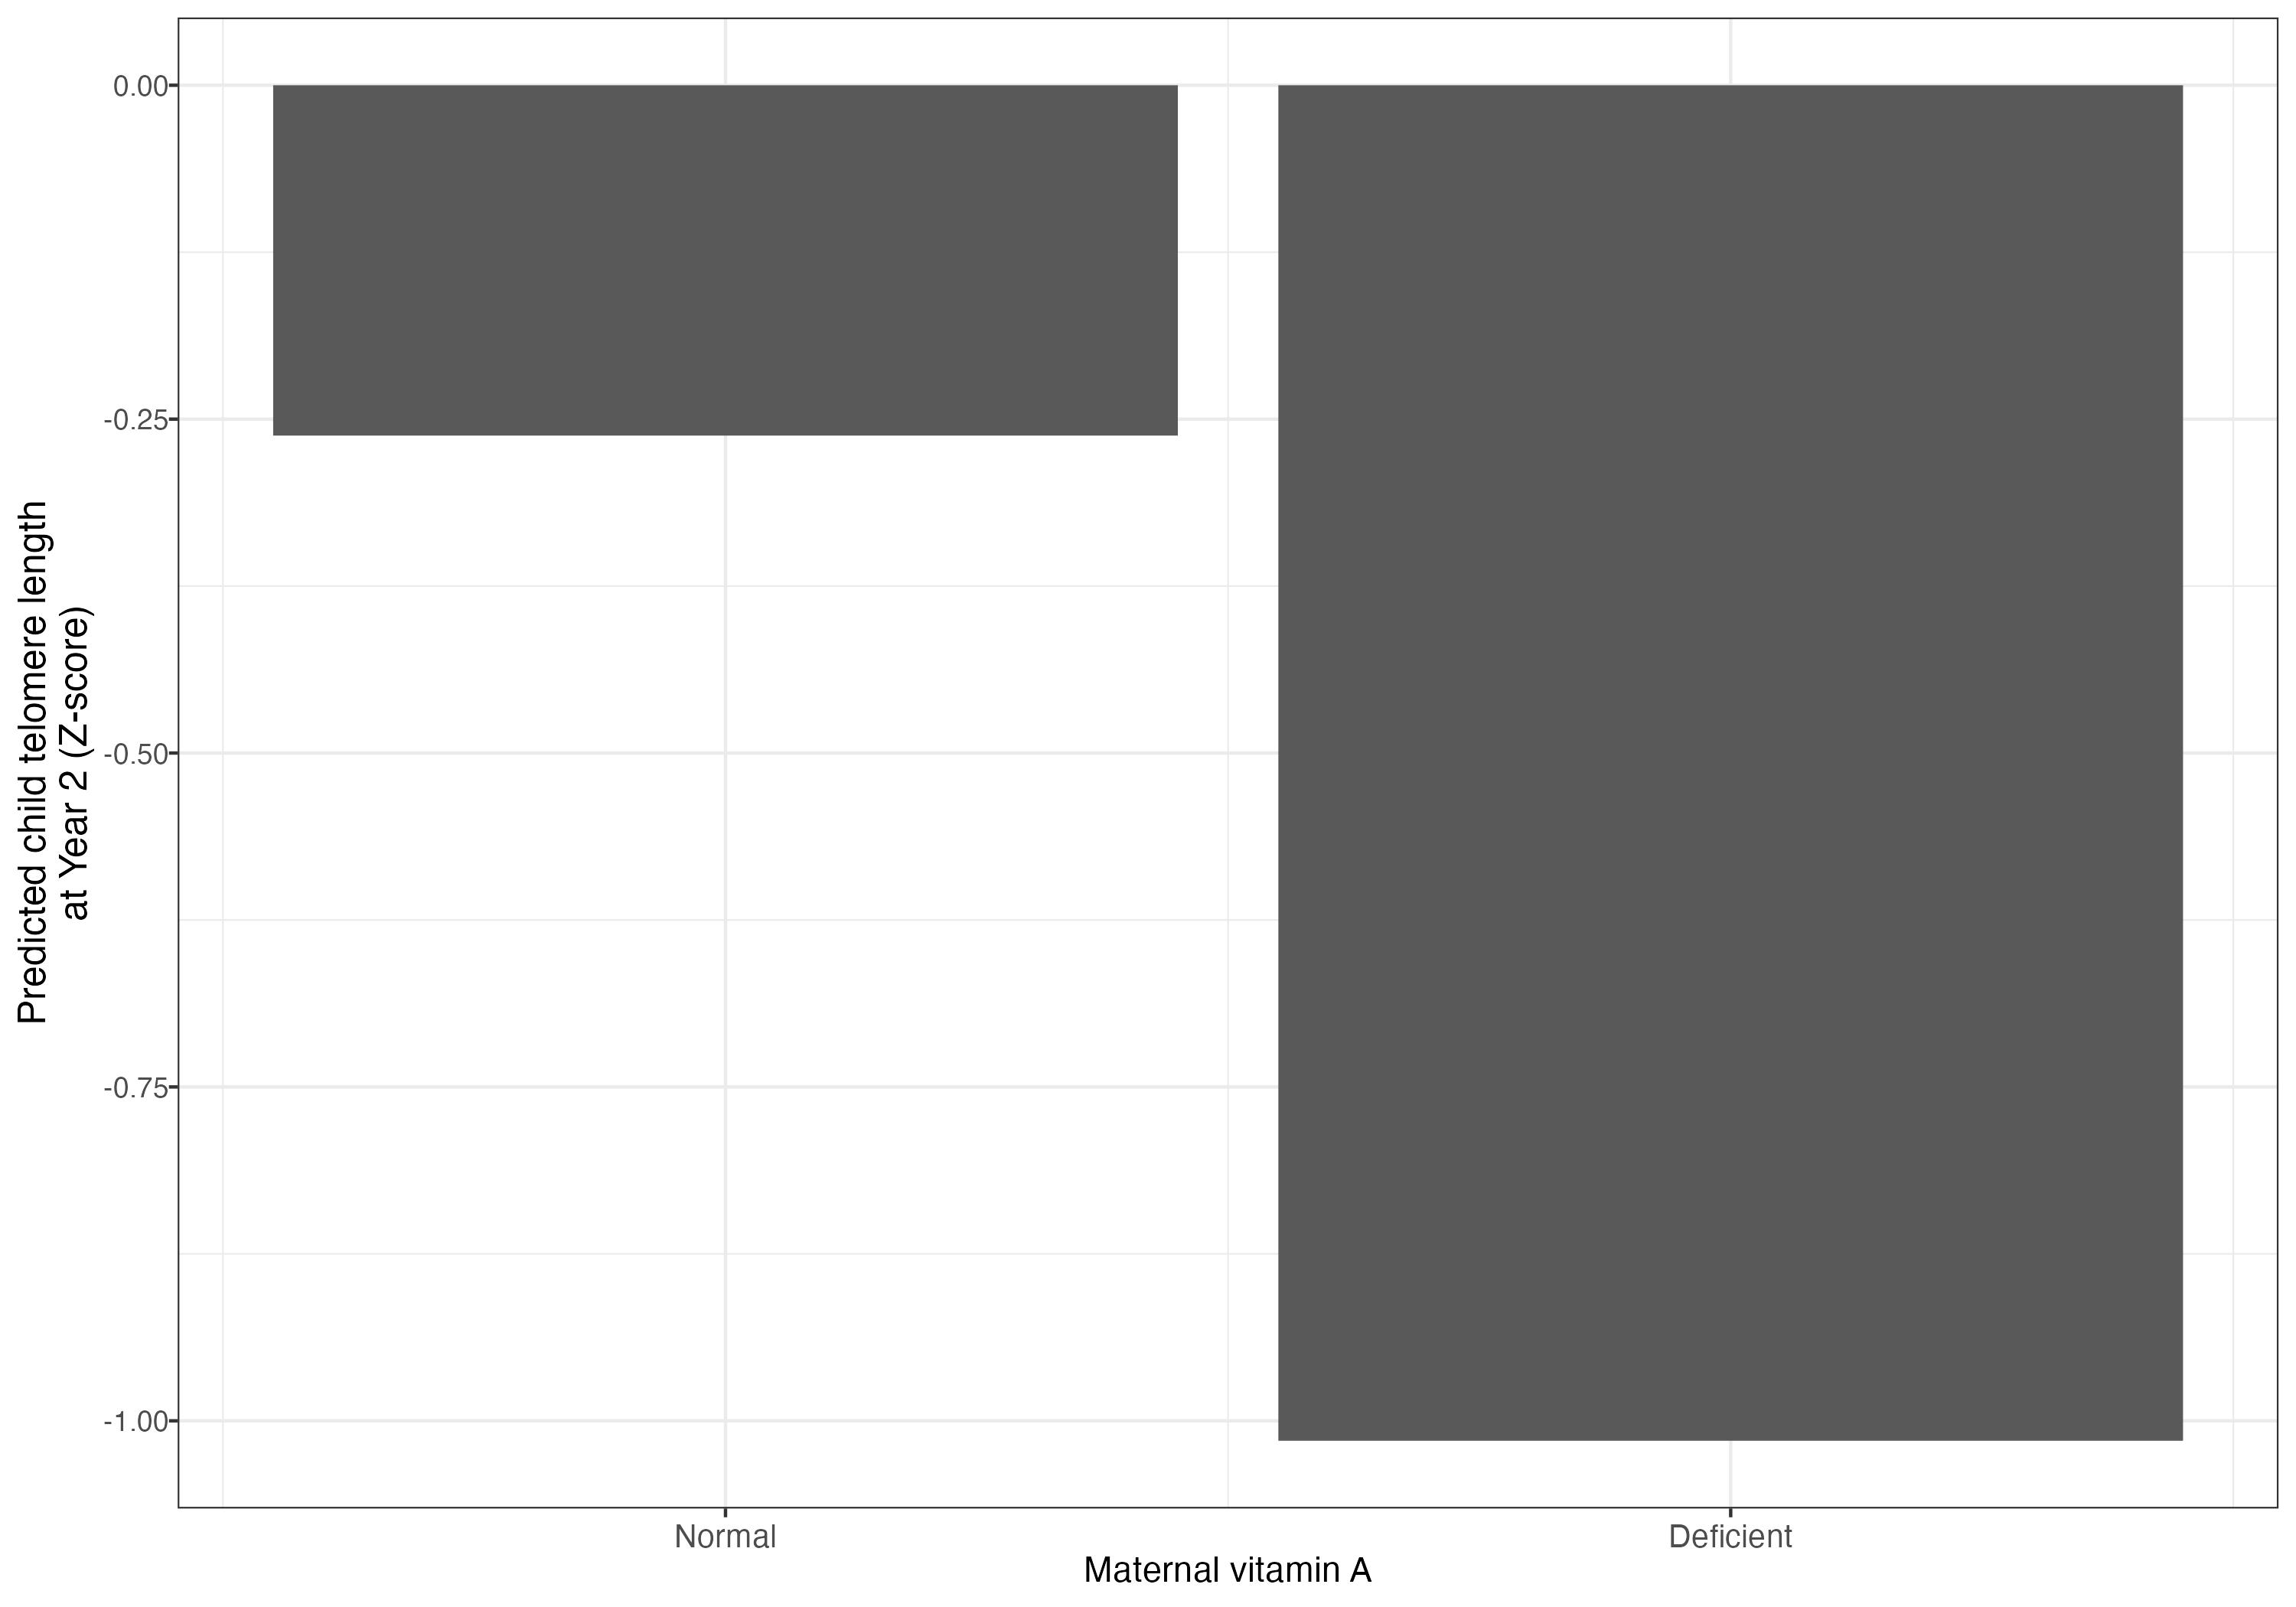 Predicted child telomere length
at Year 2 (Z-score)
0.00
-0.25
-0.50
-0.75
-1.00
Normal
Deficient
Maternal vitamin A